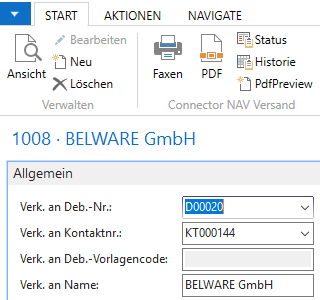 START AKTIONEN NAVIGATE
Ansicht
Bearbeiten
Neu
Löschen
Verwalten
Faxen
PDF
Status
Historie
PdfPreview
Connector NAV Versand
1008 · BELWARE GmbH
Allgemein
Verk. an Deb.-Nr.: D00020
Verk. an Kontaktnr.: KT000144
Verk. an Deb.-Vorlagencode:
Verk. an Name: BELWARE GmbH